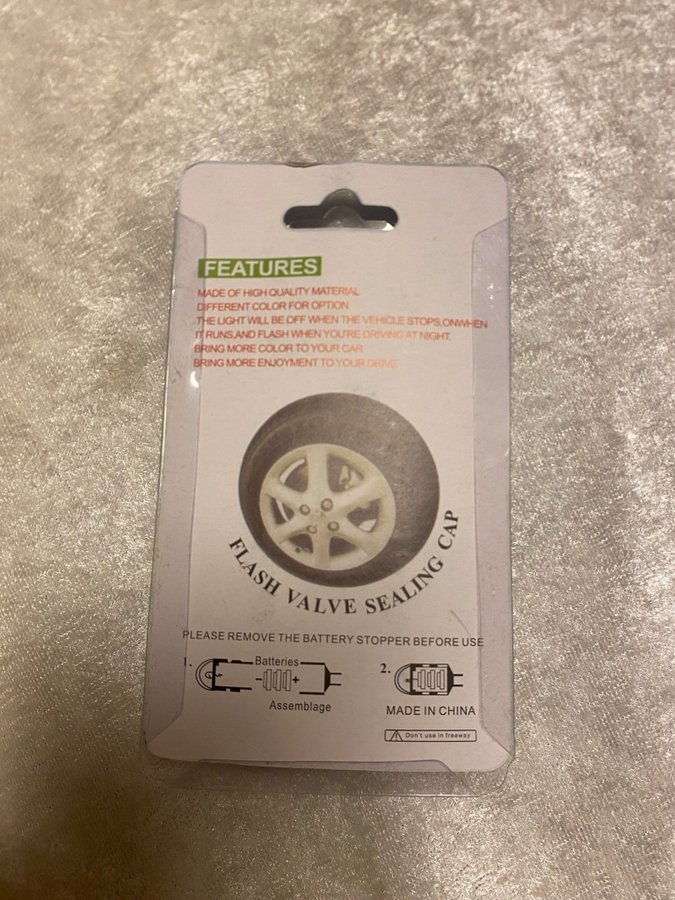 FEATURES
MADE OF HIGH QUALITY MATERIAL
DIFFERENT COLOR FOR OPTION
THE LIGHT WILL BE OFF WHEN THE VEHICLE STOPS,ONWHEN
IT RUNS,AND FLASH WHEN YOU'RE DRIVING AT NIGHT.
BRING MORE COLOR TO YOUR CAR
BRING MORE ENJOYMENT TO YOUR DRIVE
FLASH VALVE SEALING CAP
PLEASE REMOVE THE BATTERY STOPPER BEFORE USE
1. Batteries 2.
- +
Assemblage
MADE IN CHINA
Don't use in freeway